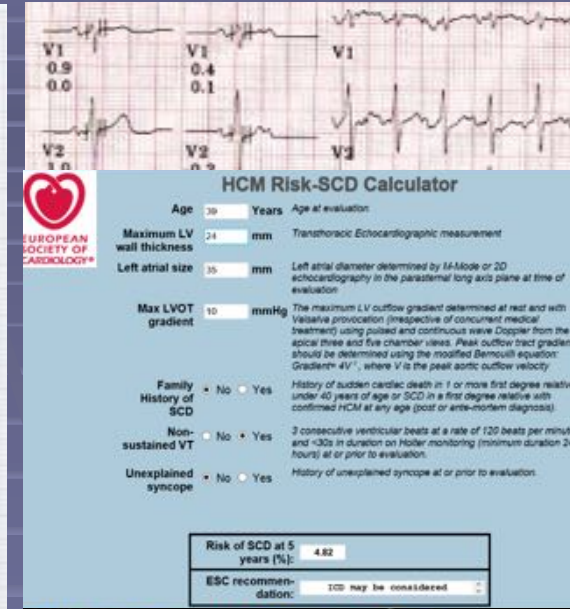 V1
0.9
0.0
V1
0.4
0.1
V1
V2
1.0
V2
V2
EUROPEAN
SOCIETY OF
CARDIOLOGY®
HCM Risk-SCD Calculator
Age 39 Years Age at evaluation
Maximum LV
wall thickness 24 mm Transthoracic Echocardiographic measurement
Left atrial size 35 mm Left atrial diameter determined by M-Mode or 2D
echocardiography in the parasternal long axis plane at time of
evaluation
Max LVOT
gradient 10 mmHg The maximum LV outflow gradient determined at rest and with
Valsalva provocation (irrespective of concurrent medical
treatment) using pulsed and continuous wave Doppler from the
apical three and five chamber views. Peak outflow tract gradients
should be determined using the modified Bernouilli equation:
Gradient= 4V², where V is the peak aortic outflow velocity
Family
History of
SCD No Yes History of sudden cardiac death in 1 or more first degree relative
under 40 years of age or SCD in a first degree relative with
confirmed HCM at any age (post or ante-mortem diagnosis).
Non-
sustained VT No Yes 3 consecutive ventricular beats at a rate of 120 beats per minute
and <30s in duration on Holter monitoring (minimum duration 24
hours) at or prior to evaluation.
Unexplained
syncope No Yes History of unexplained syncope at or prior to evaluation.
Risk of SCD at 5
years (%): 4.82
ESC recommen-
dation: ICD may be considered